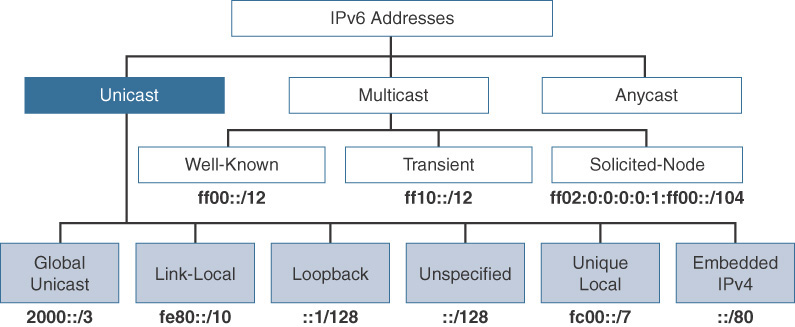 IPv6 Addresses
Unicast
Multicast
Anycast
Well-Known
Transient
Solicited-Node
ff00::/12
ff10::/12
ff02:0:0:0:0:1:ff00::/104
Global
Unicast
Link-Local
Loopback
Unspecified
Unique
Local
Embedded
IPv4
2000::/3
fe80::/10
::1/128
::/128
fc00::/7
::/80